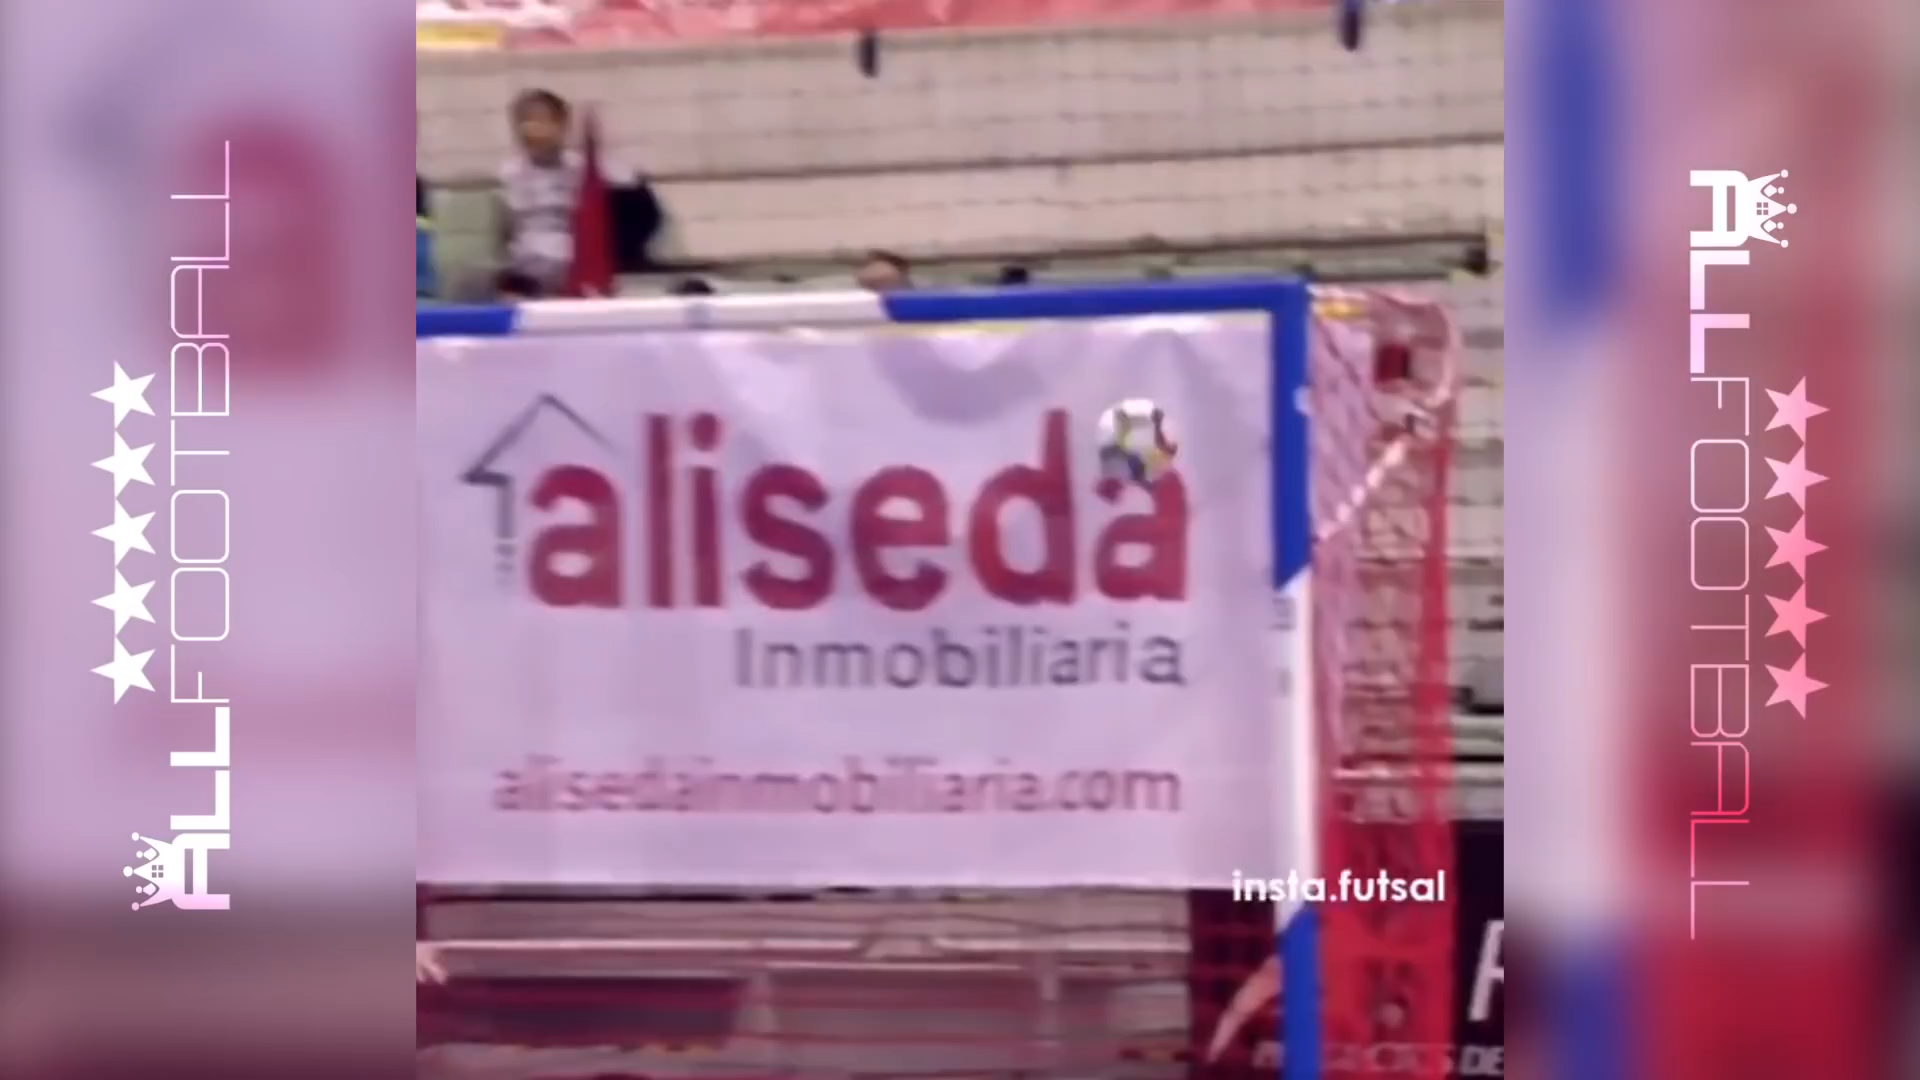 ALLFOOTBALL
aliseda
Inmobiliaria
alisedainmobiliaria.com
insta.futsal
ALLFOOTBALL